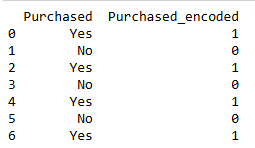 Purchased Purchased_encoded
0 Yes 1
1 No 0
2 Yes 1
3 No 0
4 Yes 1
5 No 0
6 Yes 1